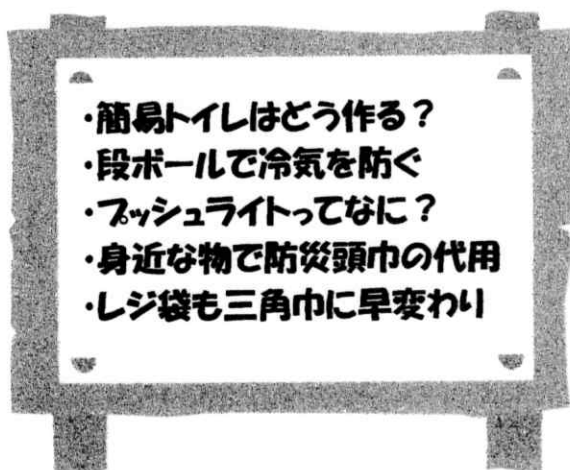 ・簡易トイレはどう作る？
・段ボールで冷気を防ぐ
・プッシュライトってなに？
・身近な物で防災頭巾の代用
・レジ袋も三角巾に早変わり